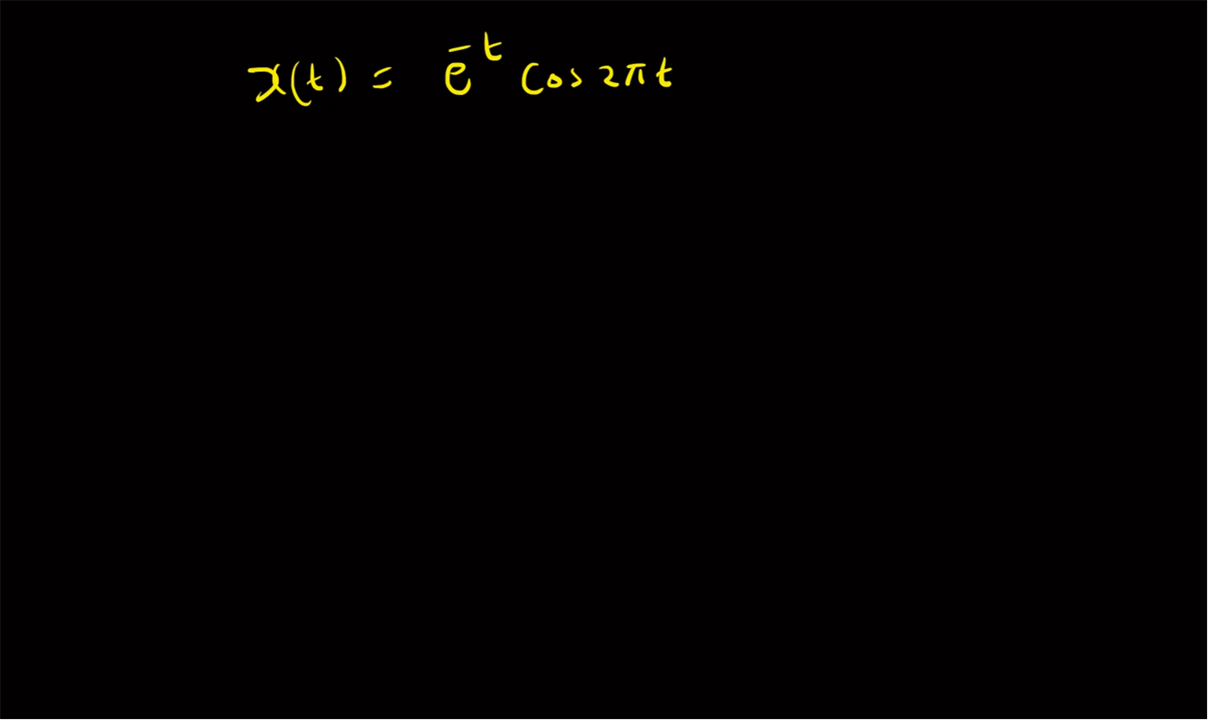 x(t) = e^-t Cos 2πt